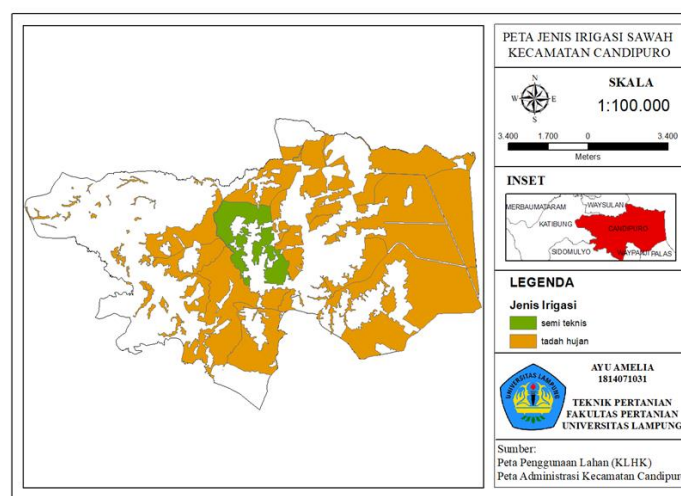 PETA JENIS IRIGASI SAWAH
KECAMATAN CANDIPURO
N
W E
S
SKALA
1:100.000
3.400 1.700 0 3.400
Meters
INSET
MERBAUMATARAM
WAYSULAN
KATIBUNG
CANDIPURO
SIDOMULYO
WAYPANJI
PALAS
LEGENDA
Jenis Irigasi
semi teknis
tadah hujan
UNIVERSITAS LAMPUNG
AYU AMELIA
1814071031
TEKNIK PERTANIAN
FAKULTAS PERTANIAN
UNIVERSITAS LAMPUNG
Sumber:
Peta Penggunaan Lahan (KLHK)
Peta Administrasi Kecamatan Candipuro